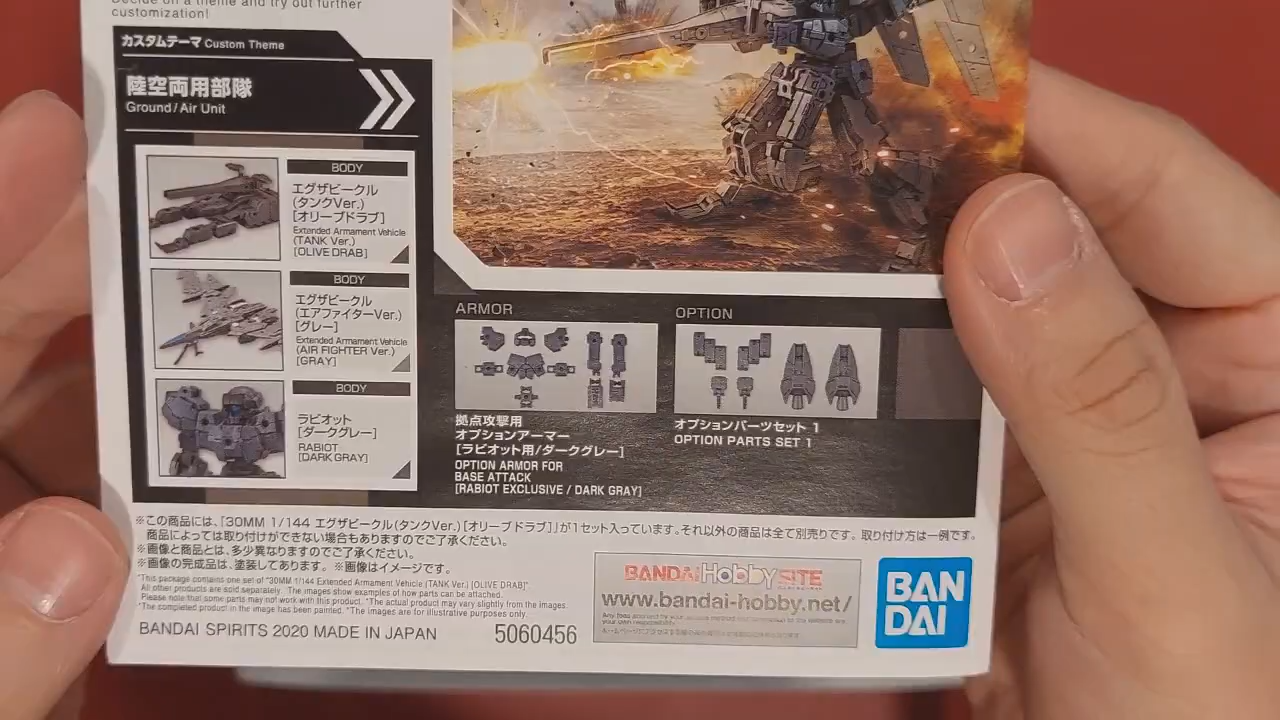 Decide on a theme and try out further
customization!
カスタムテーマ Custom Theme
陸空両用部隊
Ground/Air Unit
BODY
エグザビークル
(タンクVer.)
[オリーブドラブ]
Extended Armament Vehicle
(TANK Ver.)
[OLIVE DRAB]
BODY
エグザビークル
(エアファイターVer.)
[グレー]
Extended Armament Vehicle
(AIR FIGHTER Ver.)
[GRAY]
BODY
ラビオット
[ダークグレー]
RABIOT
[DARK GRAY]
ARMOR
拠点攻撃用
オプションアーマー
[ラビオット用/ダークグレー]
OPTION ARMOR FOR
BASE ATTACK
[RABIOT EXCLUSIVE / DARK GRAY]
OPTION
オプションパーツセット 1
OPTION PARTS SET 1
※この商品には、「30MM 1/144 エグザビークル(タンクVer.)[オリーブドラブ]」が1セット入っています。それ以外の商品は全て別売りです。取り付け方は一例です。
商品によっては取り付けができない場合もありますのでご了承ください。
※画像と商品とは、多少異なりますのでご了承ください。
※画像の完成品は、塗装してあります。 ※画像はイメージです。
*This package contains one set of "30MM 1/144 Extended Armament Vehicle (TANK Ver.) [OLIVE DRAB]"
All other products are sold separately. The images show examples of how parts can be attached.
Please note that some parts may not work with this product. *The actual product may vary slightly from the images.
*The completed product in the image has been painted. *The images are for illustrative purposes only.
BANDAI SPIRITS 2020 MADE IN JAPAN
5060456
BANDAI Hobby SITE
www.bandai-hobby.net/
BAN
DAI